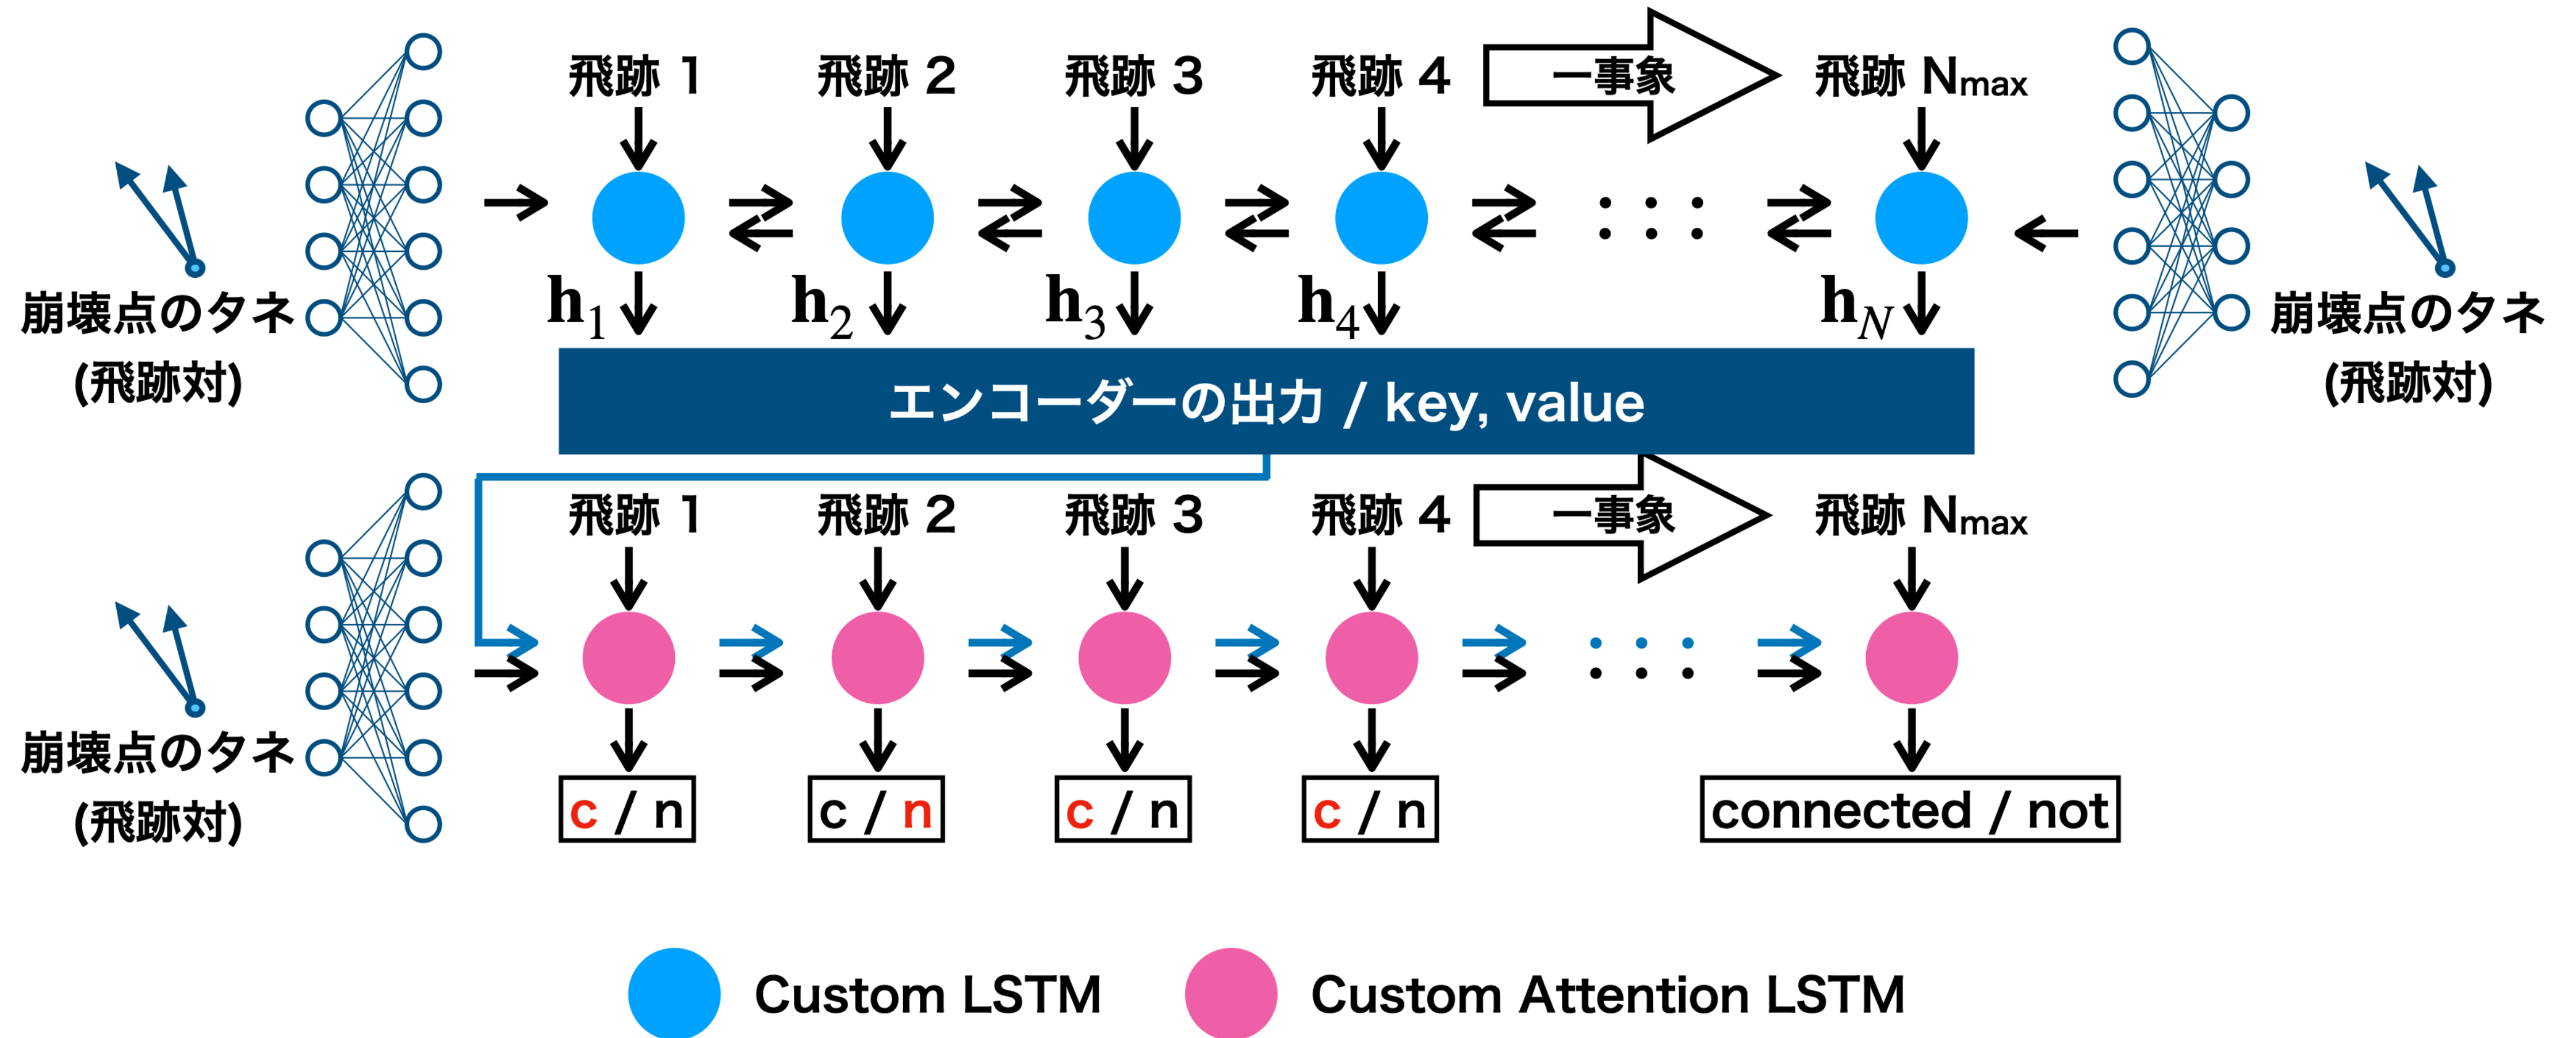 飛跡 1 飛跡 2 飛跡 3 飛跡 4 一事象 飛跡 Nmax
h1 h2 h3 h4 hN
崩壊点のタネ
(飛跡対)
崩壊点のタネ
(飛跡対)
エンコーダーの出力 / key, value
飛跡 1 飛跡 2 飛跡 3 飛跡 4 一事象 飛跡 Nmax
崩壊点のタネ
(飛跡対)
c / n c / n c / n c / n connected / not
Custom LSTM Custom Attention LSTM